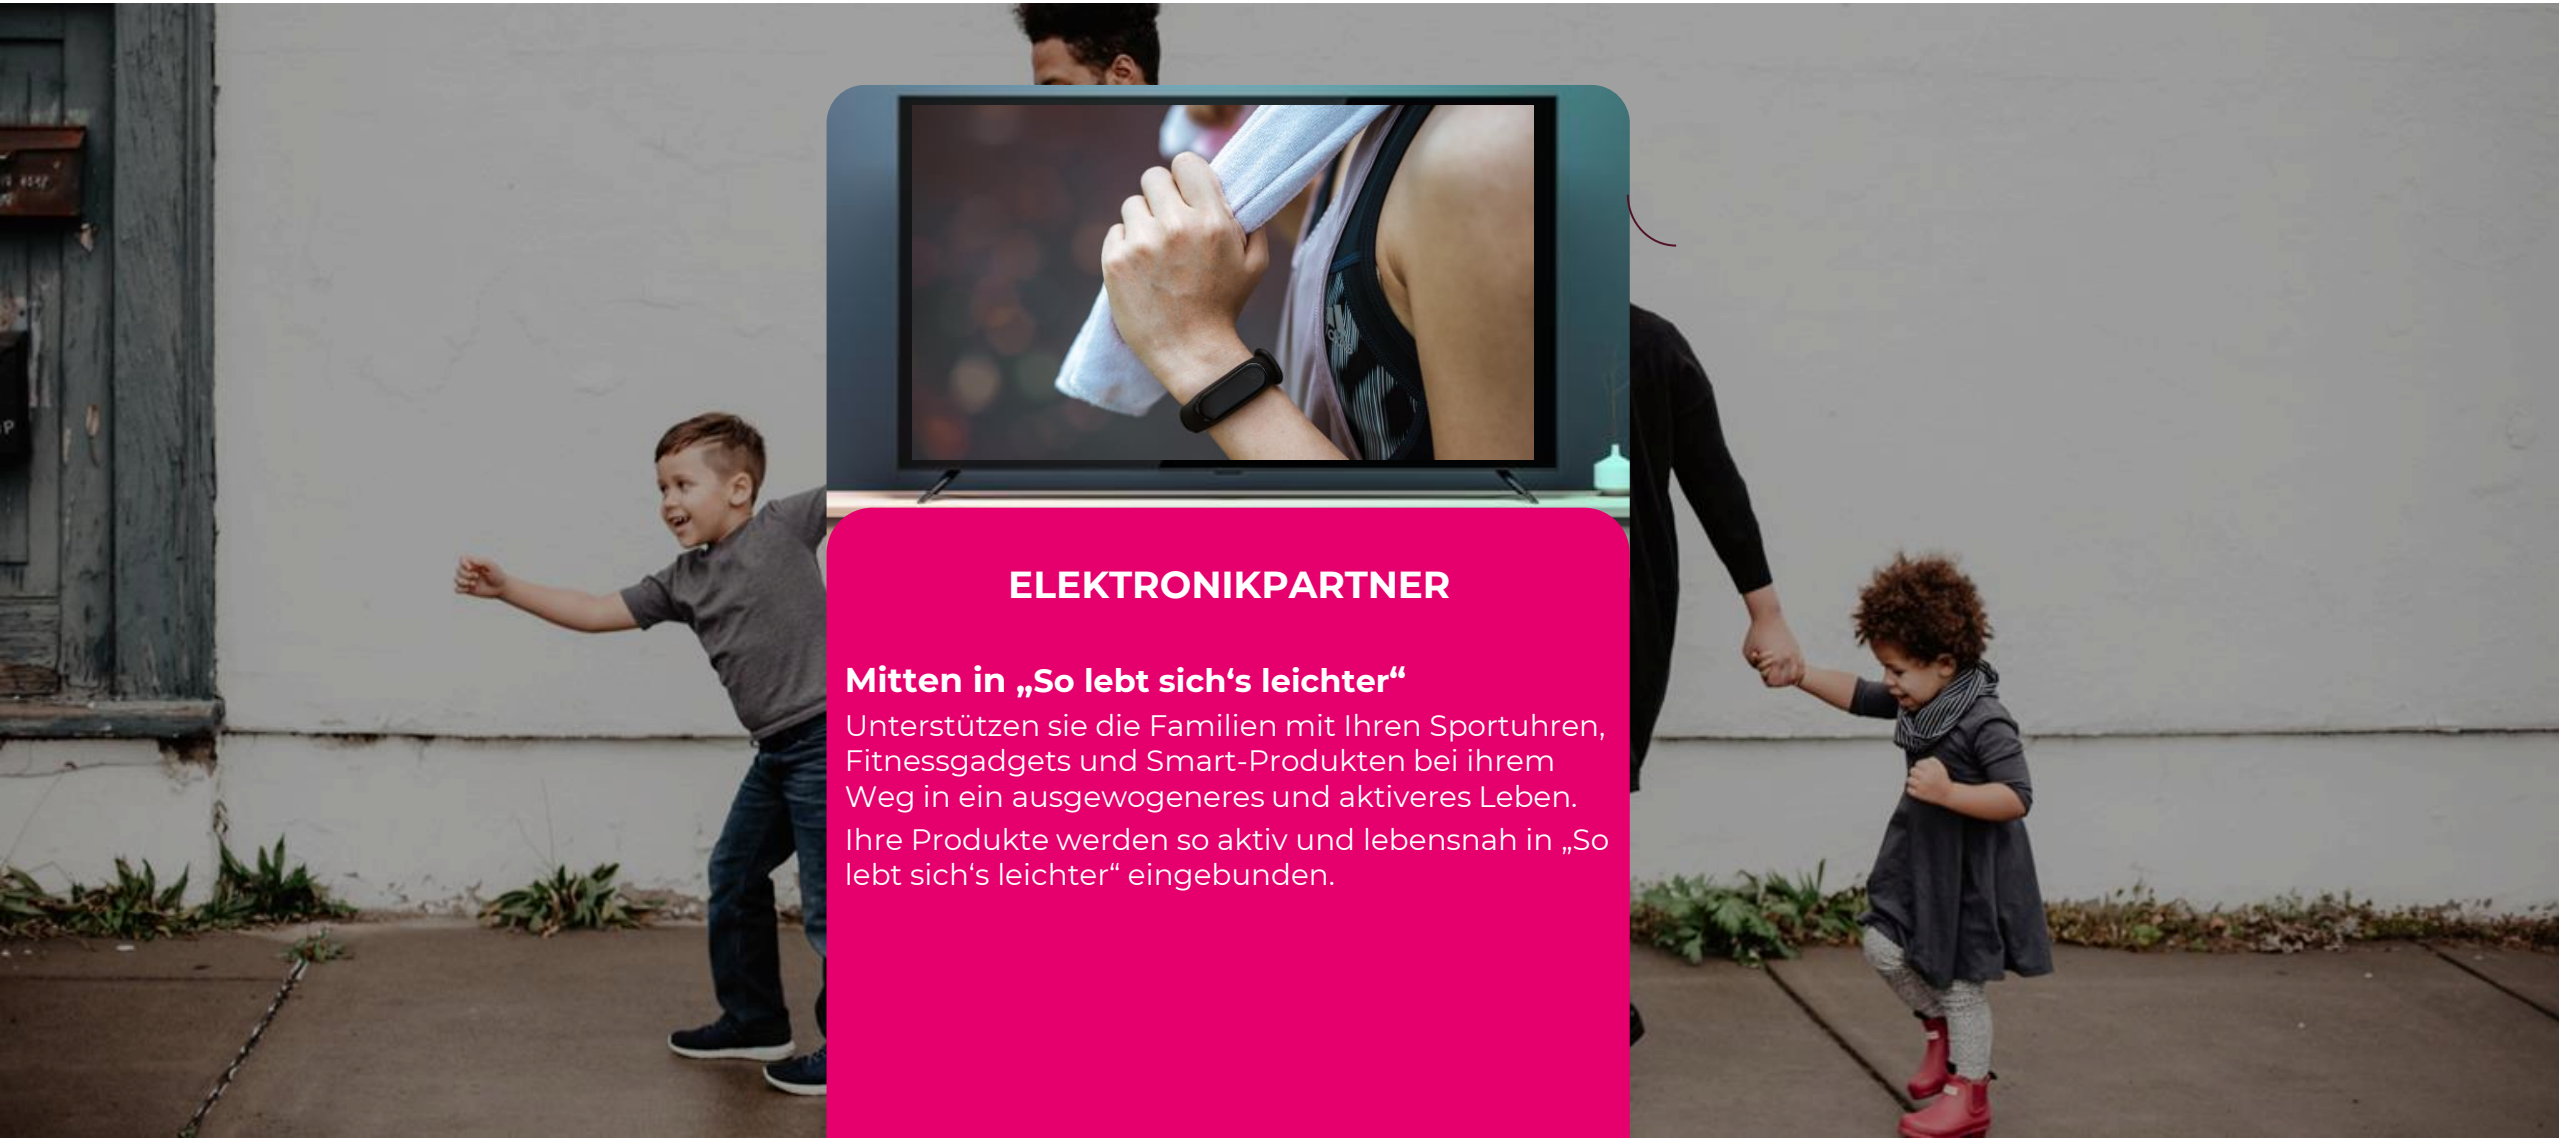 ELEKTRONIKPARTNER
Mitten in „So lebt sich‘s leichter“
Unterstützen sie die Familien mit Ihren Sportuhren,
Fitnessgadgets und Smart-Produkten bei ihrem
Weg in ein ausgewogeneres und aktiveres Leben.
Ihre Produkte werden so aktiv und lebensnah in „So
lebt sich‘s leichter“ eingebunden.